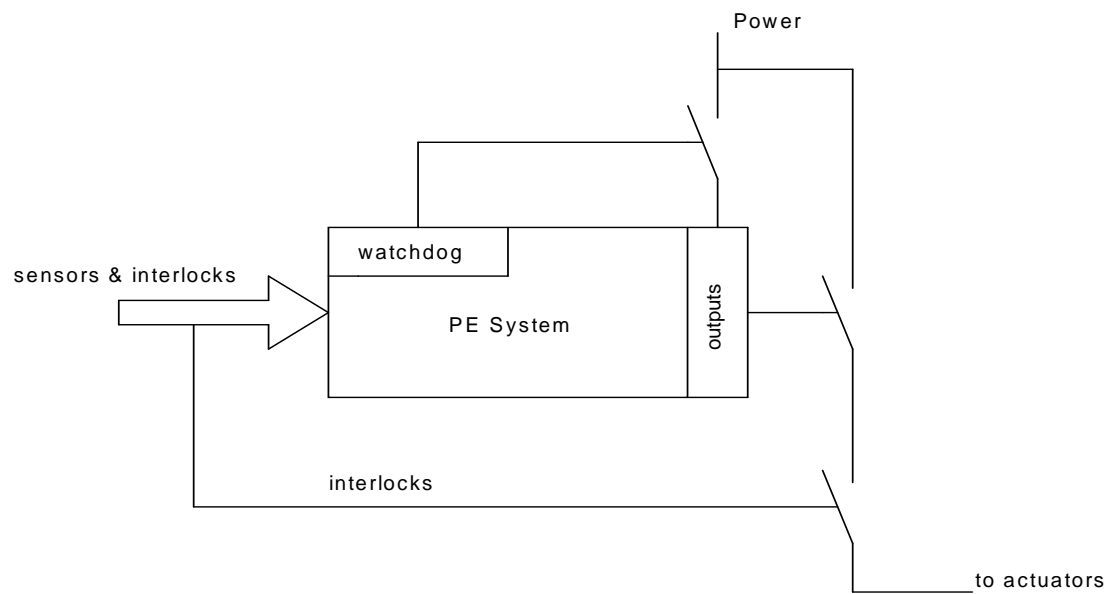 Power
watchdog
sensors & interlocks
PE System
outputs
interlocks
to actuators